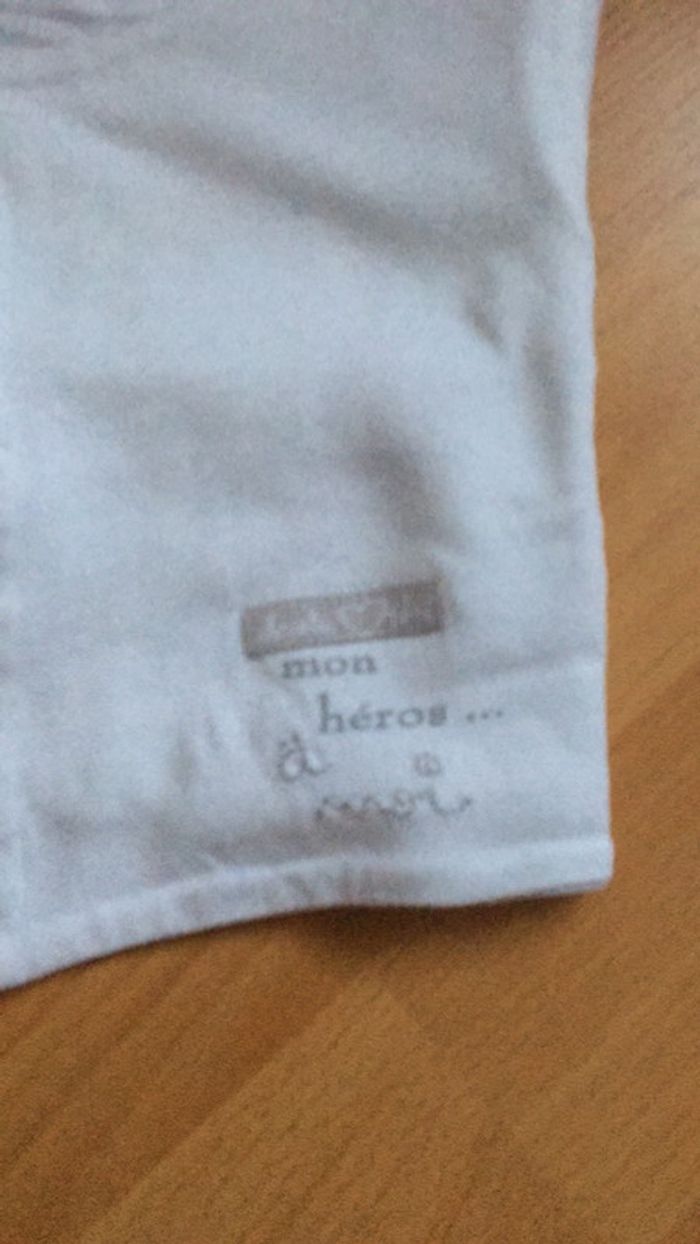 mon
héros ...
à
moi